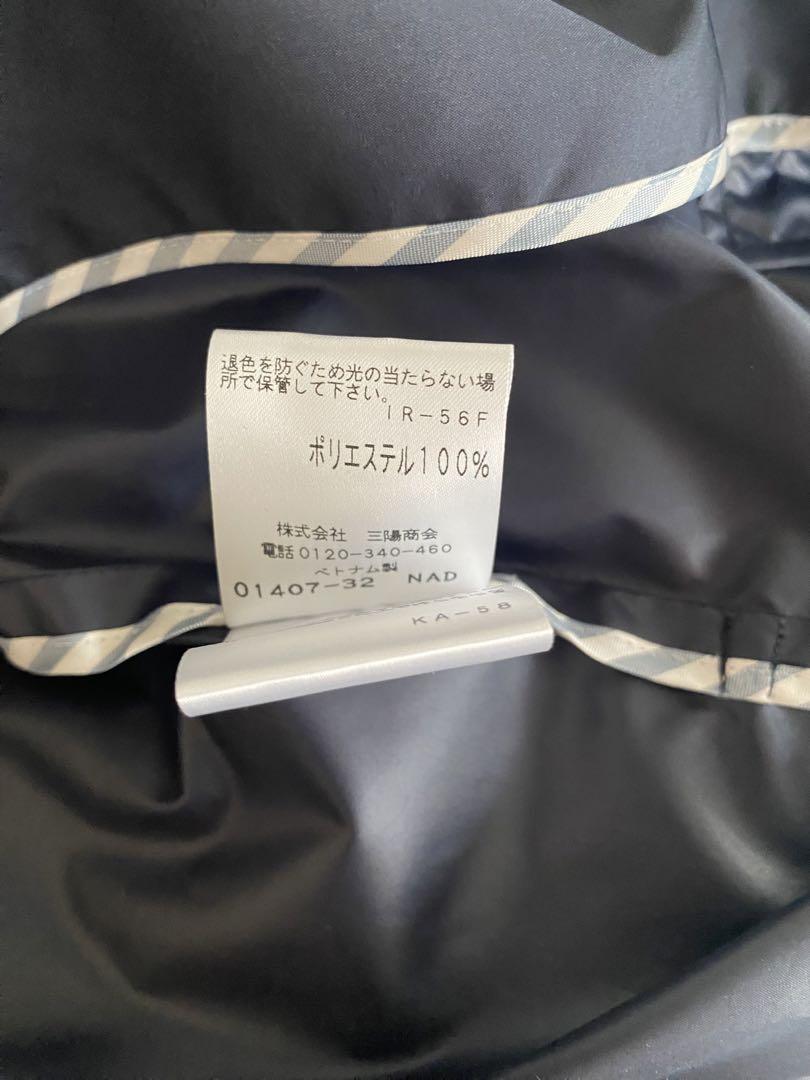 退色を防ぐため光の当たらない場
所で保管して下さい。
IR-56F
ポリエステル100%
株式会社 三陽商会
電話0120-340-460
ベトナム製
01407-32 NAD
KA-58